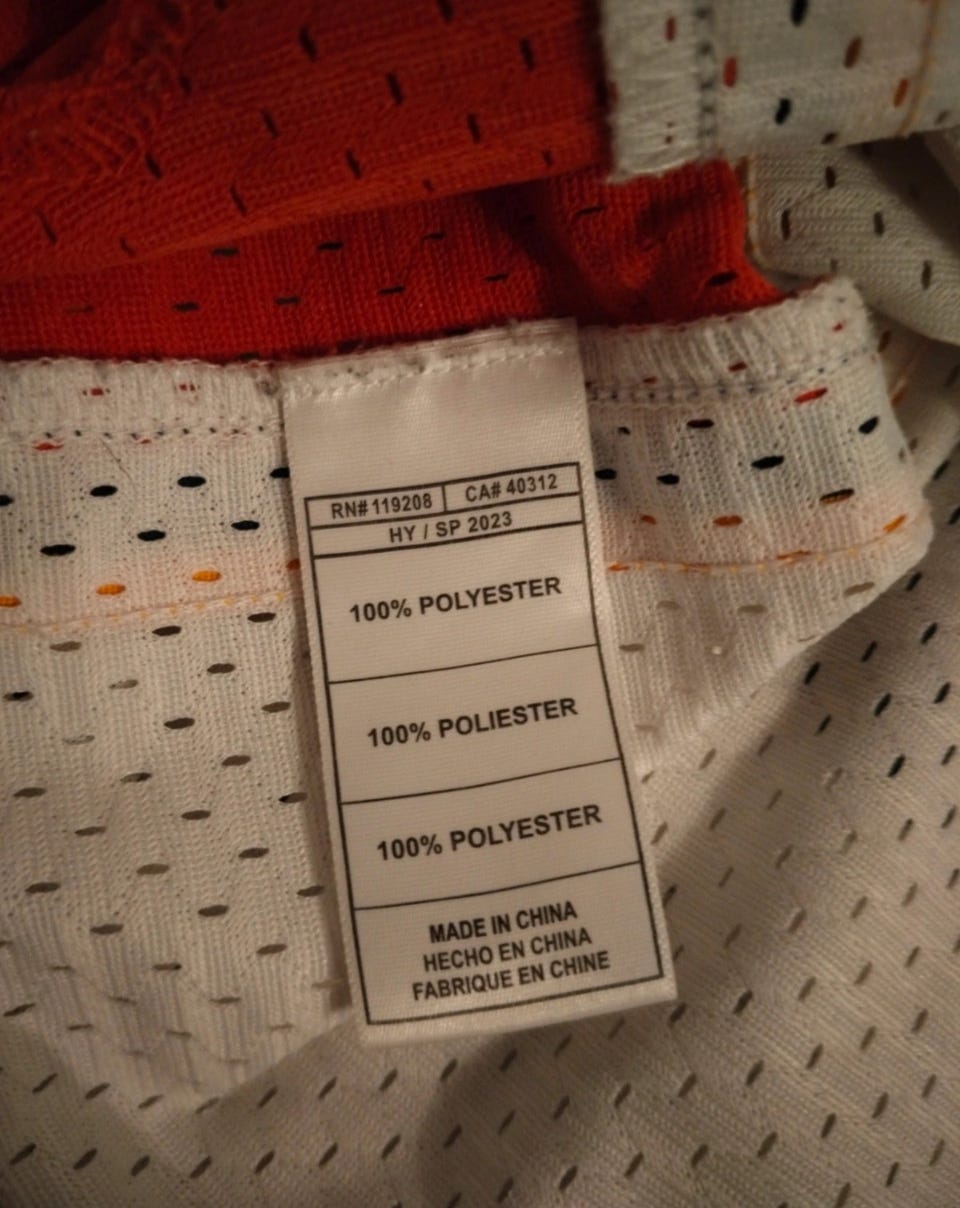 RN# 119208 CA# 40312
HY / SP 2023
100% POLYESTER
100% POLIESTER
100% POLYESTER
MADE IN CHINA
HECHO EN CHINA
FABRIQUE EN CHINE